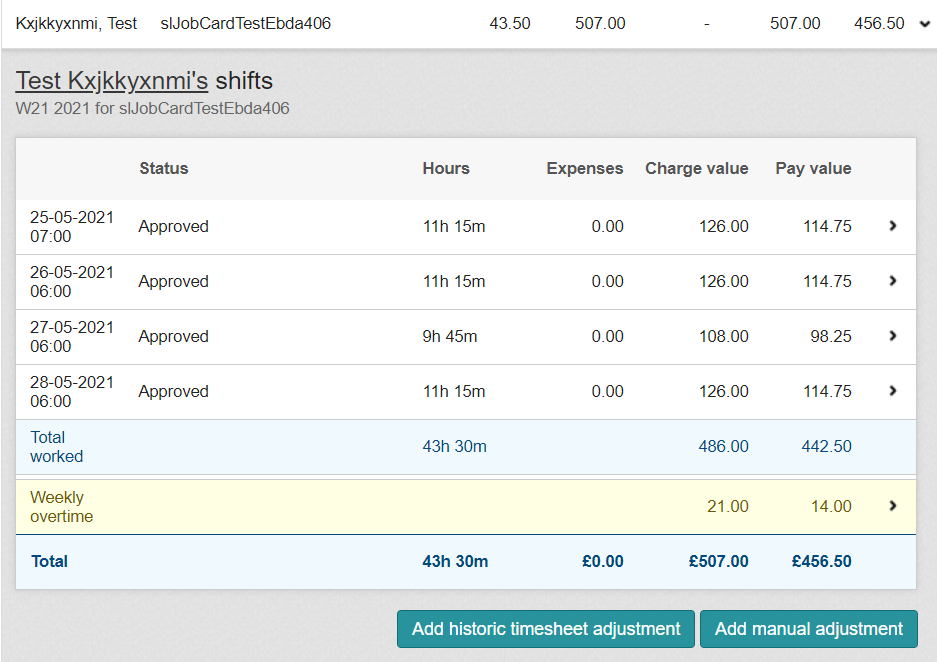 Kxjkkyxnmi, Test slJobCardTestEbda406 43.50 507.00 - 507.00 456.50
Test Kxjkkyxnmi's shifts
W21 2021 for slJobCardTestEbda406
Status Hours Expenses Charge value Pay value
25-05-2021
07:00 Approved 11h 15m 0.00 126.00 114.75
26-05-2021
06:00 Approved 11h 15m 0.00 126.00 114.75
27-05-2021
06:00 Approved 9h 45m 0.00 108.00 98.25
28-05-2021
06:00 Approved 11h 15m 0.00 126.00 114.75
Total
worked 43h 30m 486.00 442.50
Weekly
overtime 21.00 14.00
Total 43h 30m £0.00 £507.00 £456.50
Add historic timesheet adjustment Add manual adjustment